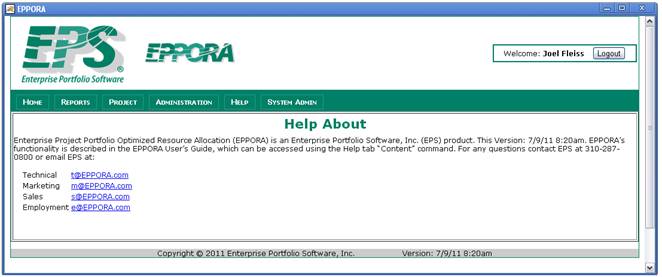 EPPORA
EPS®
Enterprise Portfolio Software
EPPORA
Welcome: Joel Fleiss Logout
Home Reports Project Administration Help System Admin
Help About
Enterprise Project Portfolio Optimized Resource Allocation (EPPORA) is an Enterprise Portfolio Software, Inc. (EPS) product. This Version: 7/9/11 8:20am. EPPORA's
functionality is described in the EPPORA User's Guide, which can be accessed using the Help tab "Content" command. For any questions contact EPS at 310-287-
0800 or email EPS at:
Technical t@EPPORA.com
Marketing m@EPPORA.com
Sales s@EPPORA.com
Employment e@EPPORA.com
Copyright © 2011 Enterprise Portfolio Software, Inc. Version: 7/9/11 8:20am